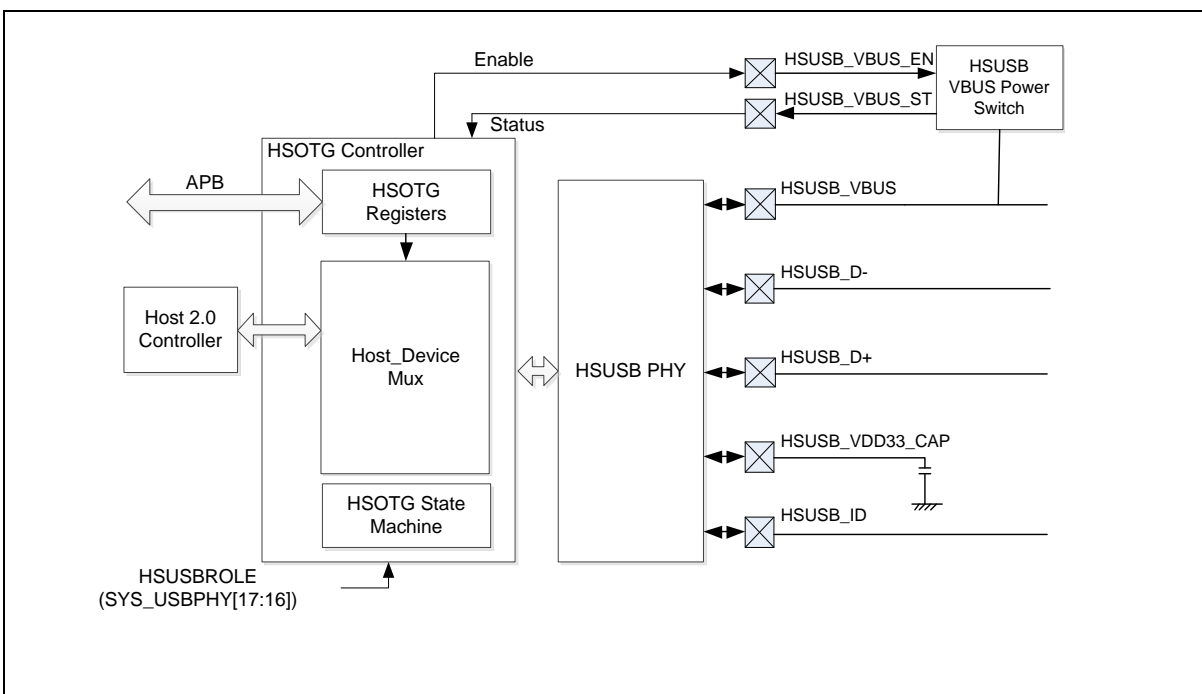 Enable
HSUSB_VBUS_EN
HSUSB
VBUS Power
Switch
HSUSB_VBUS_ST
Status
HSOTG Controller
APB
HSOTG
Registers
HSUSB_VBUS
Host 2.0
Controller
Host_Device
Mux
HSUSB PHY
HSUSB_D-
HSUSB_D+
HSUSB_VDD33_CAP
HSOTG State
Machine
HSUSB_ID
HSUSBROLE
(SYS_USBPHY[17:16])